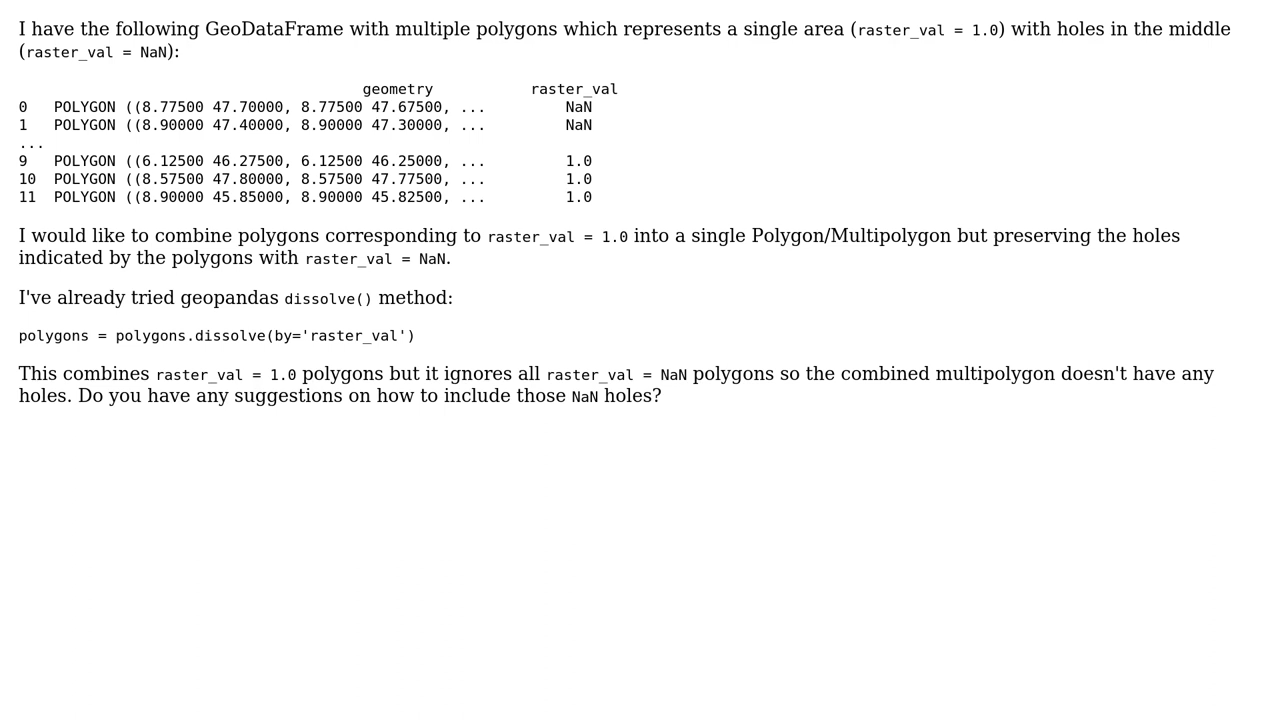 I have the following GeoDataFrame with multiple polygons which represents a single area (raster_val = 1.0) with holes in the middle
(raster_val = NaN):
geometry raster_val
0 POLYGON ((8.77500 47.70000, 8.77500 47.67500, ... NaN
1 POLYGON ((8.90000 47.40000, 8.90000 47.30000, ... NaN
...
9 POLYGON ((6.12500 46.27500, 6.12500 46.25000, ... 1.0
10 POLYGON ((8.57500 47.80000, 8.57500 47.77500, ... 1.0
11 POLYGON ((8.90000 45.85000, 8.90000 45.82500, ... 1.0
I would like to combine polygons corresponding to raster_val = 1.0 into a single Polygon/Multipolygon but preserving the holes
indicated by the polygons with raster_val = NaN.
I've already tried geopandas dissolve() method:
polygons = polygons.dissolve(by='raster_val')
This combines raster_val = 1.0 polygons but it ignores all raster_val = NaN polygons so the combined multipolygon doesn't have any
holes. Do you have any suggestions on how to include those NaN holes?